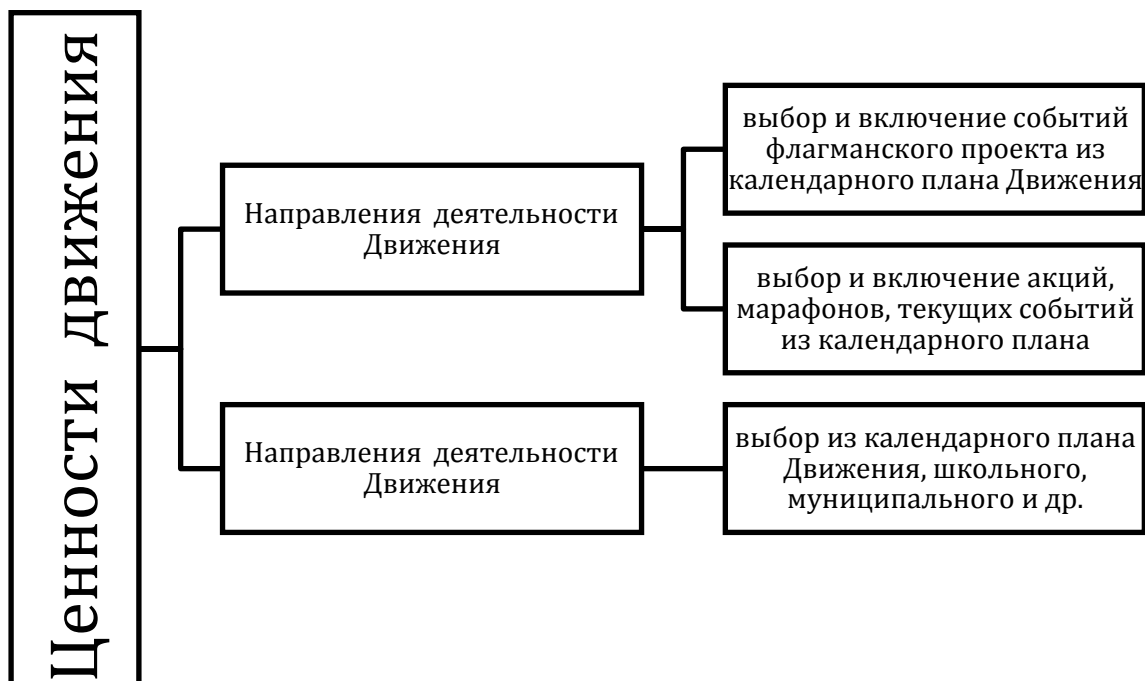 Ценности движения
Направления деятельности
Движения
выбор и включение событий
флагманского проекта из
календарного плана Движения
выбор и включение акций,
марафонов, текущих событий
из календарного плана
Направления деятельности
Движения
выбор из календарного плана
Движения, школьного,
муниципального и др.